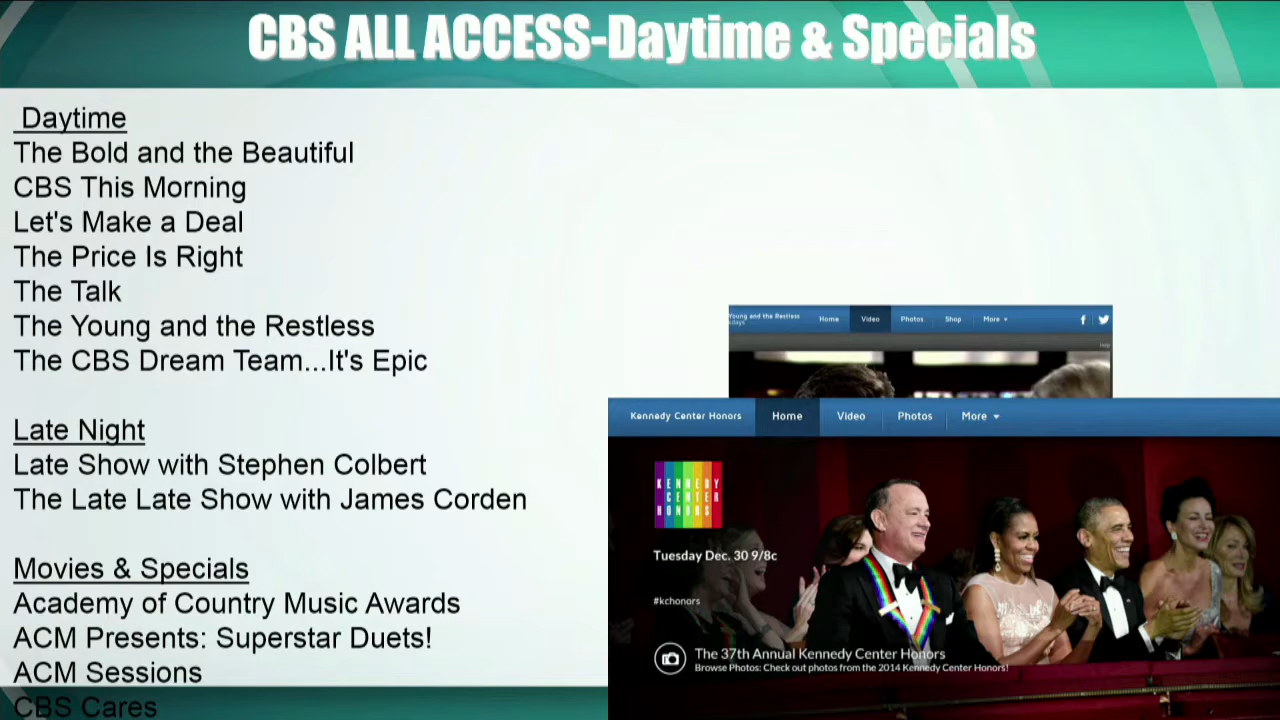 CBS ALL ACCESS-Daytime & Specials
Daytime
The Bold and the Beautiful
CBS This Morning
Let's Make a Deal
The Price Is Right
The Talk
The Young and the Restless
The CBS Dream Team...It's Epic
Late Night
Late Show with Stephen Colbert
The Late Late Show with James Corden
Movies & Specials
Academy of Country Music Awards
ACM Presents: Superstar Duets!
ACM Sessions
CBS Cares
Young and the Restless Home Video Photos Shop More
Kennedy Center Honors Home Video Photos More
KENNEDY
CENTER
HONORS
Tuesday Dec. 30 9/8c
#kchonors
The 37th Annual Kennedy Center Honors
Browse Photos: Check out photos from the 2014 Kennedy Center Honors!